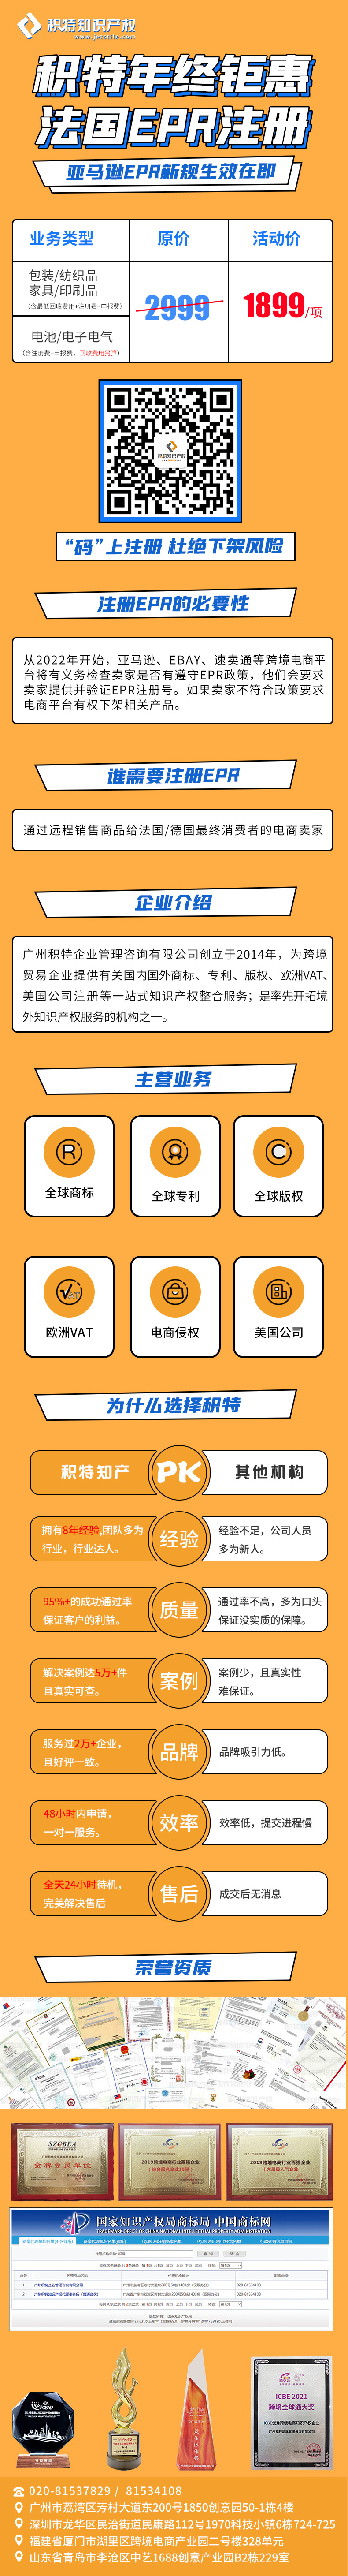 积特知识产权
www.jetsbie.com
积特年终钜惠
法国EPR注册
亚马逊EPR新规生效在即
业务类型
原价
活动价
包装/纺织品
家具/印刷品
（含最低回收费用+注册费+申报费）
2999
1899/项
电池/电子电气
（含注册费+申报费，回收费用另算）
积特知识产权
“码”上注册 杜绝下架风险
注册EPR的必要性
从2022年开始，亚马逊、EBAY、速卖通等跨境电商平
台将有义务检查卖家是否有遵守EPR政策，他们会要求
卖家提供并验证EPR注册号。如果卖家不符合政策要求
电商平台有权下架相关产品。
谁需要注册EPR
通过远程销售商品给法国/德国最终消费者的电商卖家
企业介绍
广州积特企业管理咨询有限公司创立于2014年，为跨境
贸易企业提供有关国内国外商标、专利、版权、欧洲VAT、
美国公司注册等一站式知识产权整合服务；是率先开拓境
外知识产权服务的机构之一。
主营业务
全球商标
全球专利
全球版权
欧洲VAT
电商侵权
美国公司
为什么选择积特
积特知产
PK
其他机构
拥有8年经验,团队多为
行业，行业达人。
经验
经验不足，公司人员
多为新人。
95%+的成功通过率
保证客户的利益。
质量
通过率不高，多为口头
保证没实质的保障。
解决案例达5万+件
且真实可查。
案例
案例少，且真实性
难保证。
服务过2万+企业，
且好评一致。
品牌
品牌吸引力低。
48小时内申请，
一对一服务。
效率
效率低，提交进程慢
全天24小时待机，
完美解决售后
售后
成交后无消息
荣誉资质
SZCBEA
金牌会员单位
2019跨境电商行业百强企业
2019跨境电商行业百强企业
十大最具人气企业
国家知识产权局商标局 中国商标网
TRADEMARK OFFICE OF CHINA NATIONAL INTELLECTUAL PROPERTY ADMINISTRATION
ICBE 2021
跨境全球通大奖
ICBE优秀跨境电商知识产权企业
020-81537829 / 81534108
广州市荔湾区芳村大道东200号1850创意园50-1栋4楼
深圳市龙华区民治街道民康路112号1970科技小镇6栋724-725
福建省厦门市湖里区跨境电商产业园二号楼328单元
山东省青岛市李沧区中艺1688创意产业园B2栋229室